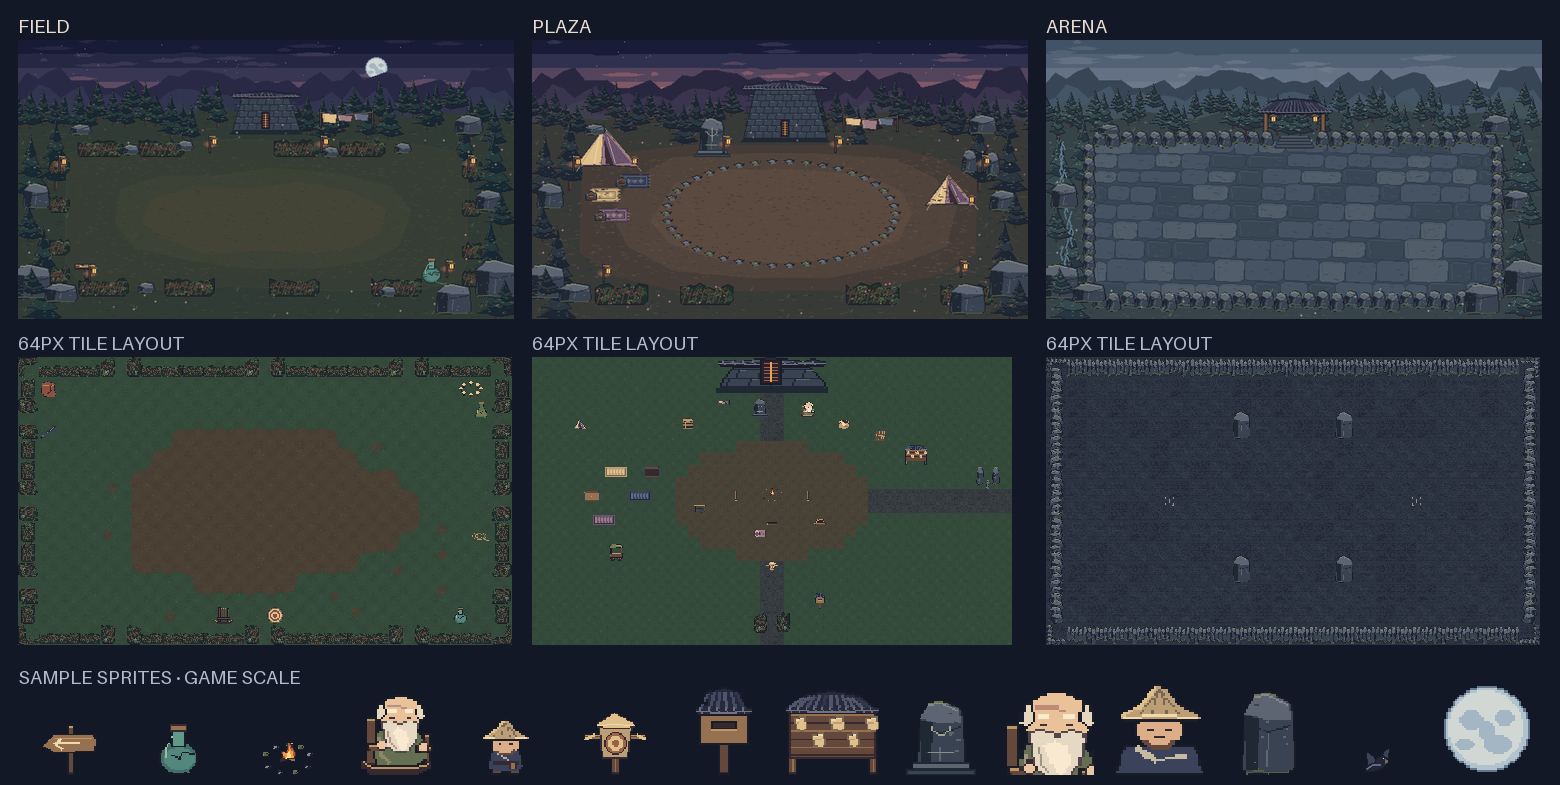 FIELD
PLAZA
ARENA
64PX TILE LAYOUT
64PX TILE LAYOUT
64PX TILE LAYOUT
SAMPLE SPRITES · GAME SCALE